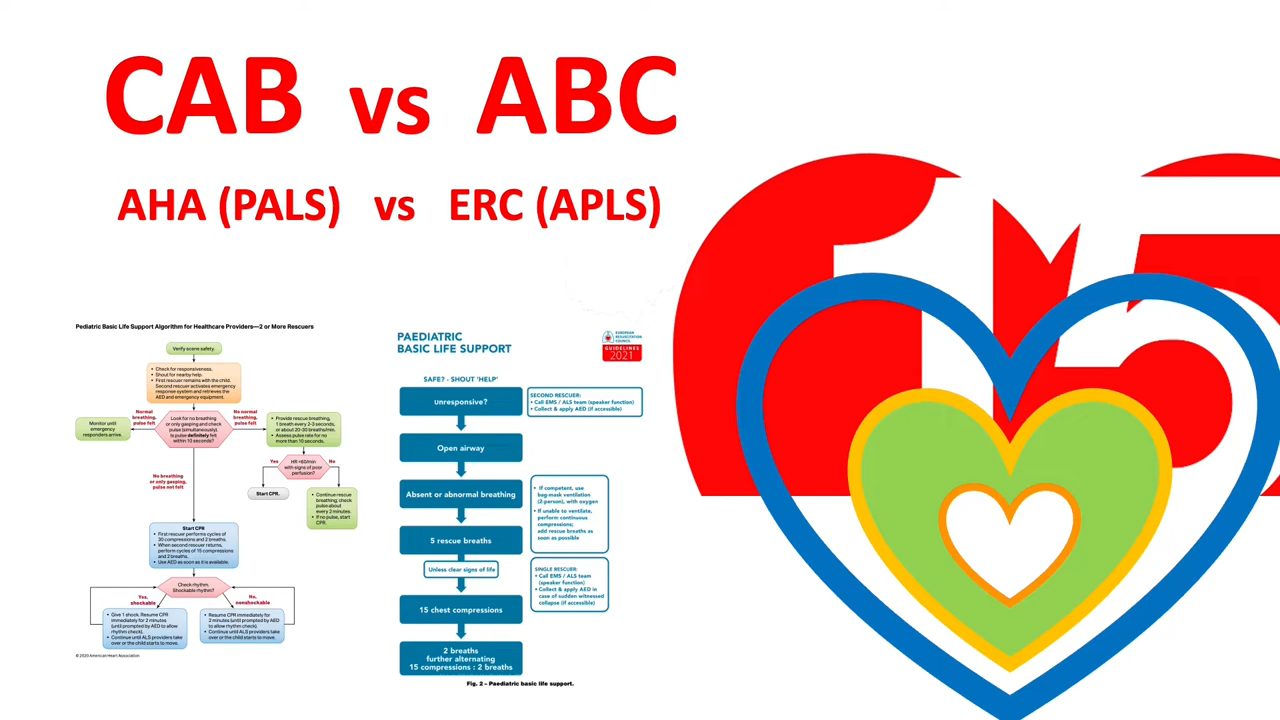 CAB vs ABC
AHA (PALS) vs ERC (APLS)
Pediatric Basic Life Support Algorithm for Healthcare Providers—2 or More Rescuers
Verify scene safety.
• Check for responsiveness.
• Shout for nearby help.
• First rescuer remains with the child.
Second rescuer activates emergency
response system and retrieves the
AED and emergency equipment.
Normal
breathing,
pulse felt
Look for no breathing
or only gasping and check
pulse (simultaneously).
Is pulse definitely felt
within 10 seconds?
No normal
breathing,
pulse felt
Monitor until
emergency
responders arrive.
• Provide rescue breathing,
1 breath every 2-3 seconds,
or about 20-30 breaths/min.
• Assess pulse rate for no
more than 10 seconds.
Yes
HR <60/min
with signs of poor
perfusion?
No
Start CPR.
• Continue rescue
breathing; check
pulse about
every 2 minutes.
• If no pulse, start
CPR.
No breathing
or only gasping,
pulse not felt
Start CPR
• First rescuer performs cycles of
30 compressions and 2 breaths.
• When second rescuer returns,
perform cycles of 15 compressions
and 2 breaths.
• Use AED as soon as it is available.
Check rhythm.
Shockable rhythm?
Yes,
shockable
No,
nonshockable
• Give 1 shock. Resume CPR
immediately for 2 minutes
(until prompted by AED to allow
rhythm check).
• Continue until ALS providers take
over or the child starts to move.
• Resume CPR immediately for
2 minutes (until prompted by AED
to allow rhythm check).
• Continue until ALS providers take
over or the child starts to move.
© 2020 American Heart Association
PAEDIATRIC
BASIC LIFE SUPPORT
EUROPEAN
RESUSCITATION
COUNCIL
GUIDELINES
2021
SAFE? - SHOUT 'HELP'
unresponsive?
SECOND RESCUER:
• Call EMS / ALS team (speaker function)
• Collect & apply AED (if accessible)
Open airway
Absent or abnormal breathing
• If competent, use
bag-mask ventilation
(2-person), with oxygen
• If unable to ventilate,
perform continuous
compressions;
add rescue breaths as
soon as possible
5 rescue breaths
Unless clear signs of life
SINGLE RESCUER:
• Call EMS / ALS team
(speaker function)
• Collect & apply AED in
case of sudden witnessed
collapse (if accessible)
15 chest compressions
2 breaths
further alternating
15 compressions : 2 breaths
Fig. 2 – Paediatric basic life support.